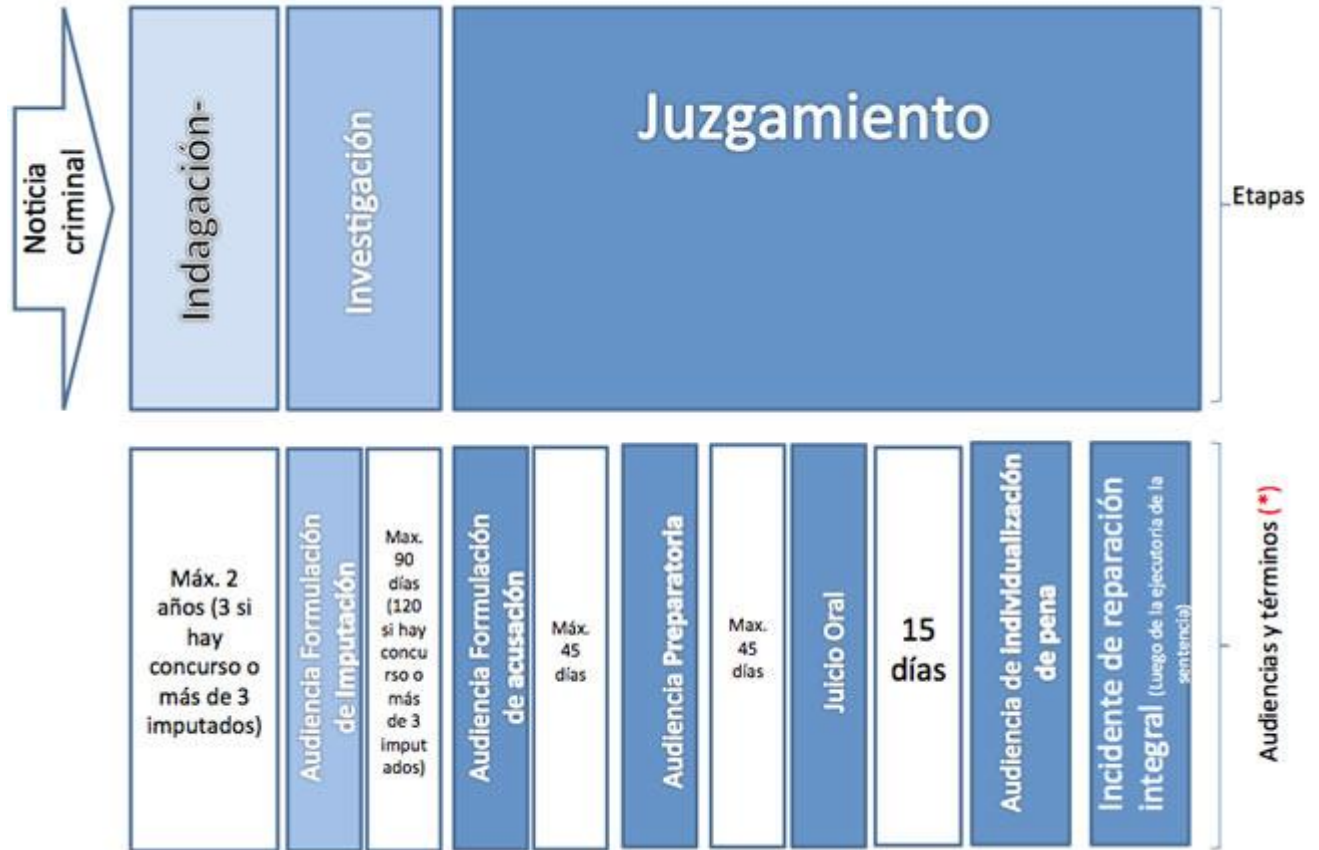 Noticia
criminal
Indagación-
Investigación
Juzgamiento
Etapas
Máx. 2
años (3 si
hay
concurso o
más de 3
imputados)
Audiencia Formulación
de Imputación
Max.
90
días
(120
si hay
concu
rso o
más
de 3
imput
ados)
Audiencia Formulación
de acusación
Máx.
45
días
Audiencia Preparatoria
Max.
45
días
Juicio Oral
15
días
Audiencia de Individualización
de pena
Incidente de reparación
integral (Luego de la ejecutoria de la
sentencia)
Audiencias y términos (*)